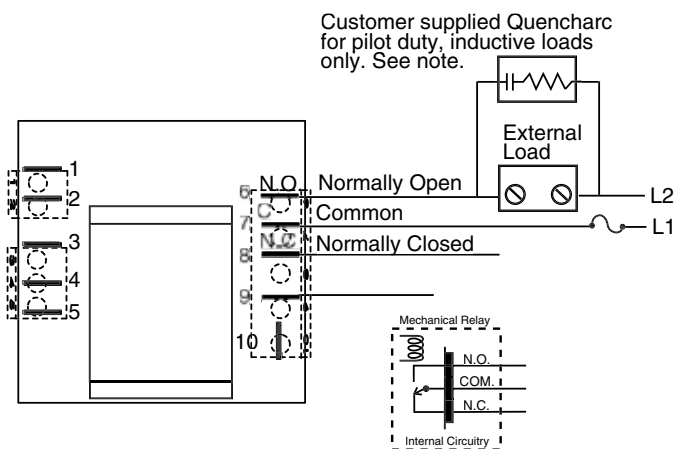 Customer supplied Quencharc
for pilot duty, inductive loads
only. See note.
External
Load
1
2
3
4
5
6 N.O. Normally Open
7 C Common
8 N.C. Normally Closed
9
10
L2
L1
Mechanical Relay
N.O.
COM.
N.C.
Internal Circuitry